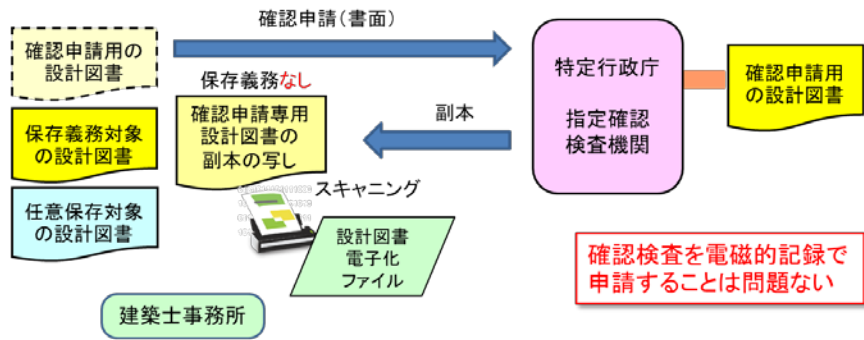 確認申請(書面)
確認申請用の
設計図書
保存義務なし
確認申請専用
設計図書の
副本の写し
保存義務対象
の設計図書
任意保存対象
の設計図書
副本
特定行政庁
指定確認
検査機関
確認申請用
の設計図書
スキャニング
設計図書
電子化
ファイル
建築士事務所
確認検査を電磁的記録で
申請することは問題ない